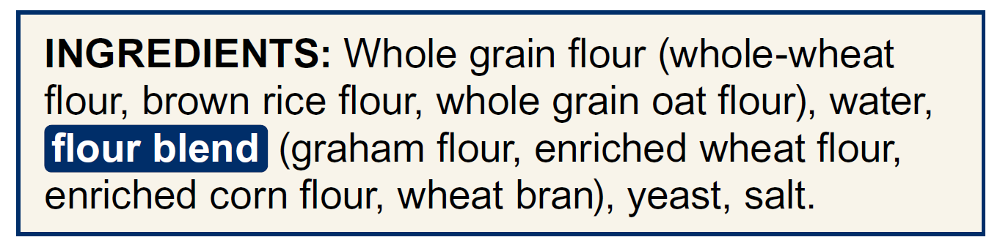 INGREDIENTS: Whole grain flour (whole-wheat
flour, brown rice flour, whole grain oat flour), water,
flour blend (graham flour, enriched wheat flour,
enriched corn flour, wheat bran), yeast, salt.